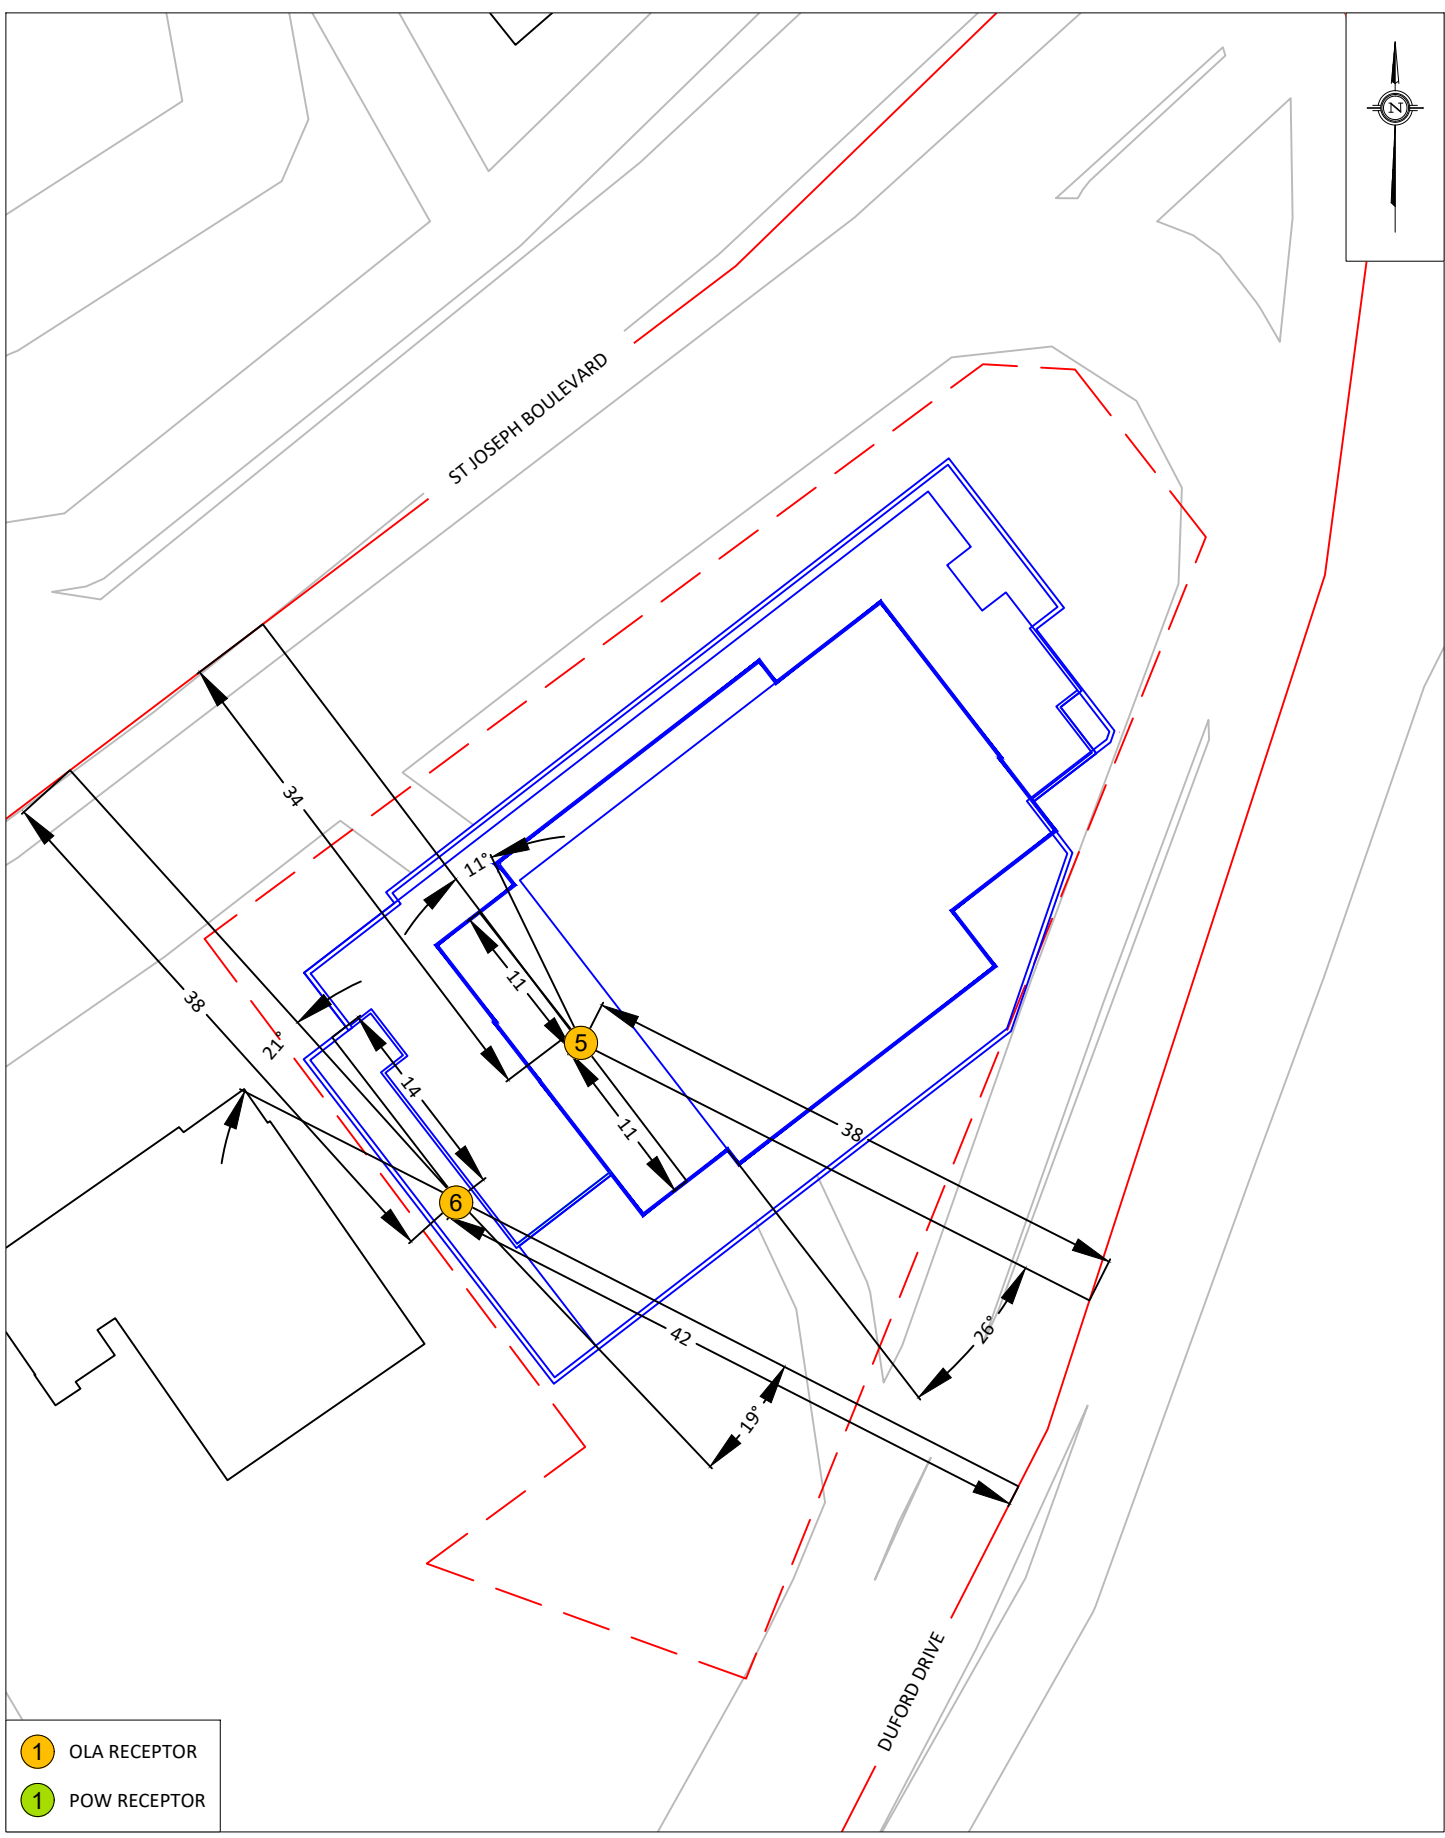 N
ST JOSEPH BOULEVARD
34
11°
38
11
21°
5
14
11
38
6
42
26°
19°
DUFORD DRIVE
1 OLA RECEPTOR
1 POW RECEPTOR